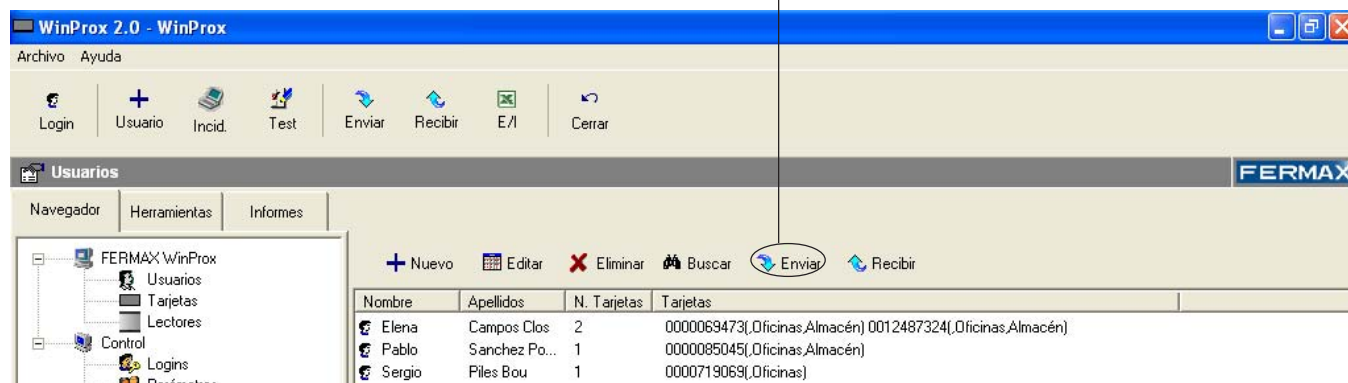 WinProx 2.0 - WinProx
Archivo Ayuda
Login Usuario Incid. Test Enviar Recibir E/I Cerrar
Usuarios FERMAX
Navegador Herramientas Informes
FERMAX WinProx
Nuevo Editar Eliminar Buscar Enviar Recibir
Usuarios
Tarjetas
Nombre Apellidos N. Tarjetas Tarjetas
Lectores
Elena Campos Clos 2 0000069473(,Oficinas,Almacén) 0012487324(,Oficinas,Almacén)
Control
Pablo Sanchez Po... 1 0000085045(,Oficinas,Almacén)
Logins
Sergio Piles Bou 1 0000719069(,Oficinas)